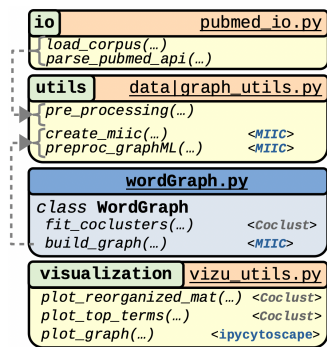 io pubmed_io.py
load_corpus(…)
parse_pubmed_api(…)
utils data|graph_utils.py
pre_processing(…)
create_miic(…) <MIIC>
preproc_graphML(…) <MIIC>
wordGraph.py
class WordGraph
fit_coclusters(…) <Coclust>
build_graph(…) <MIIC>
visualization vizu_utils.py
plot_reorganized_mat(…) <Coclust>
plot_top_terms(…) <Coclust>
plot_graph(…) <ipycytoscape>